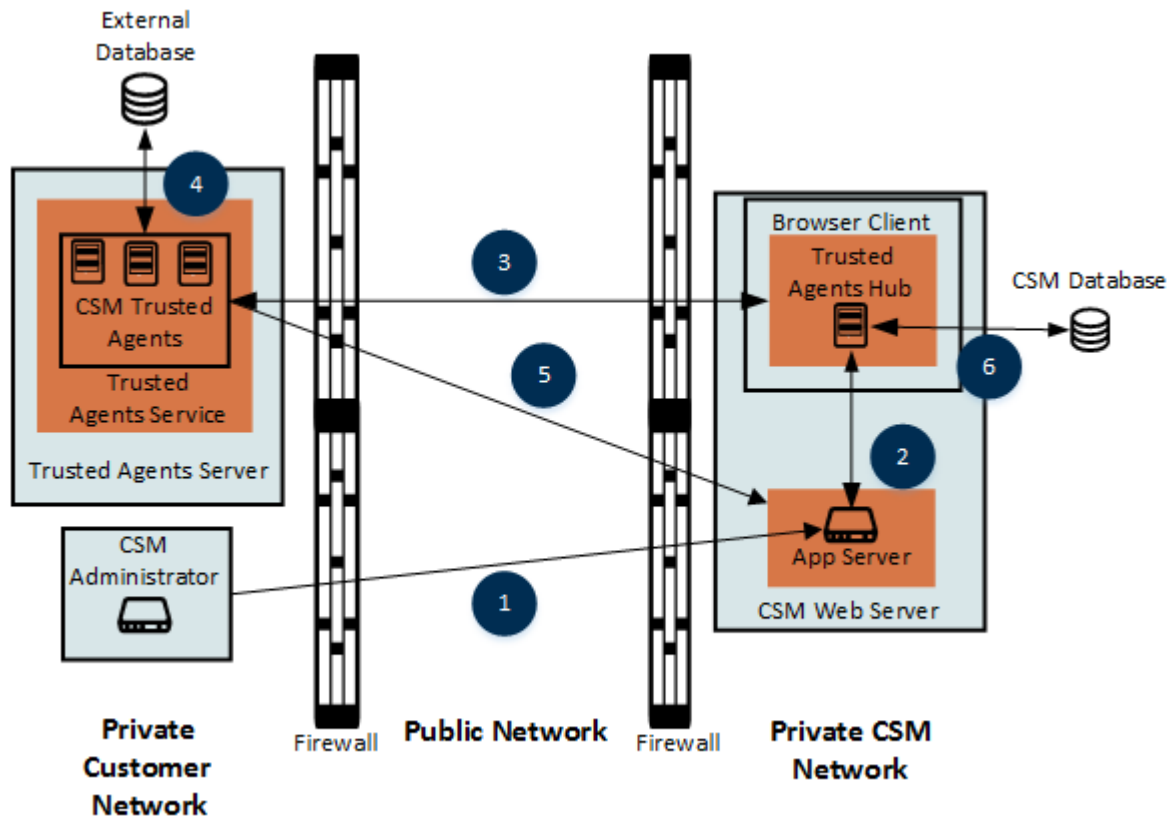 External
Database
4
CSM Trusted
Agents
Trusted
Agents Service
Trusted Agents Server
CSM
Administrator
3
5
1
Browser Client
Trusted
Agents Hub
CSM Database
6
2
App Server
CSM Web Server
Firewall
Firewall
Private
Customer
Network
Public Network
Private CSM
Network